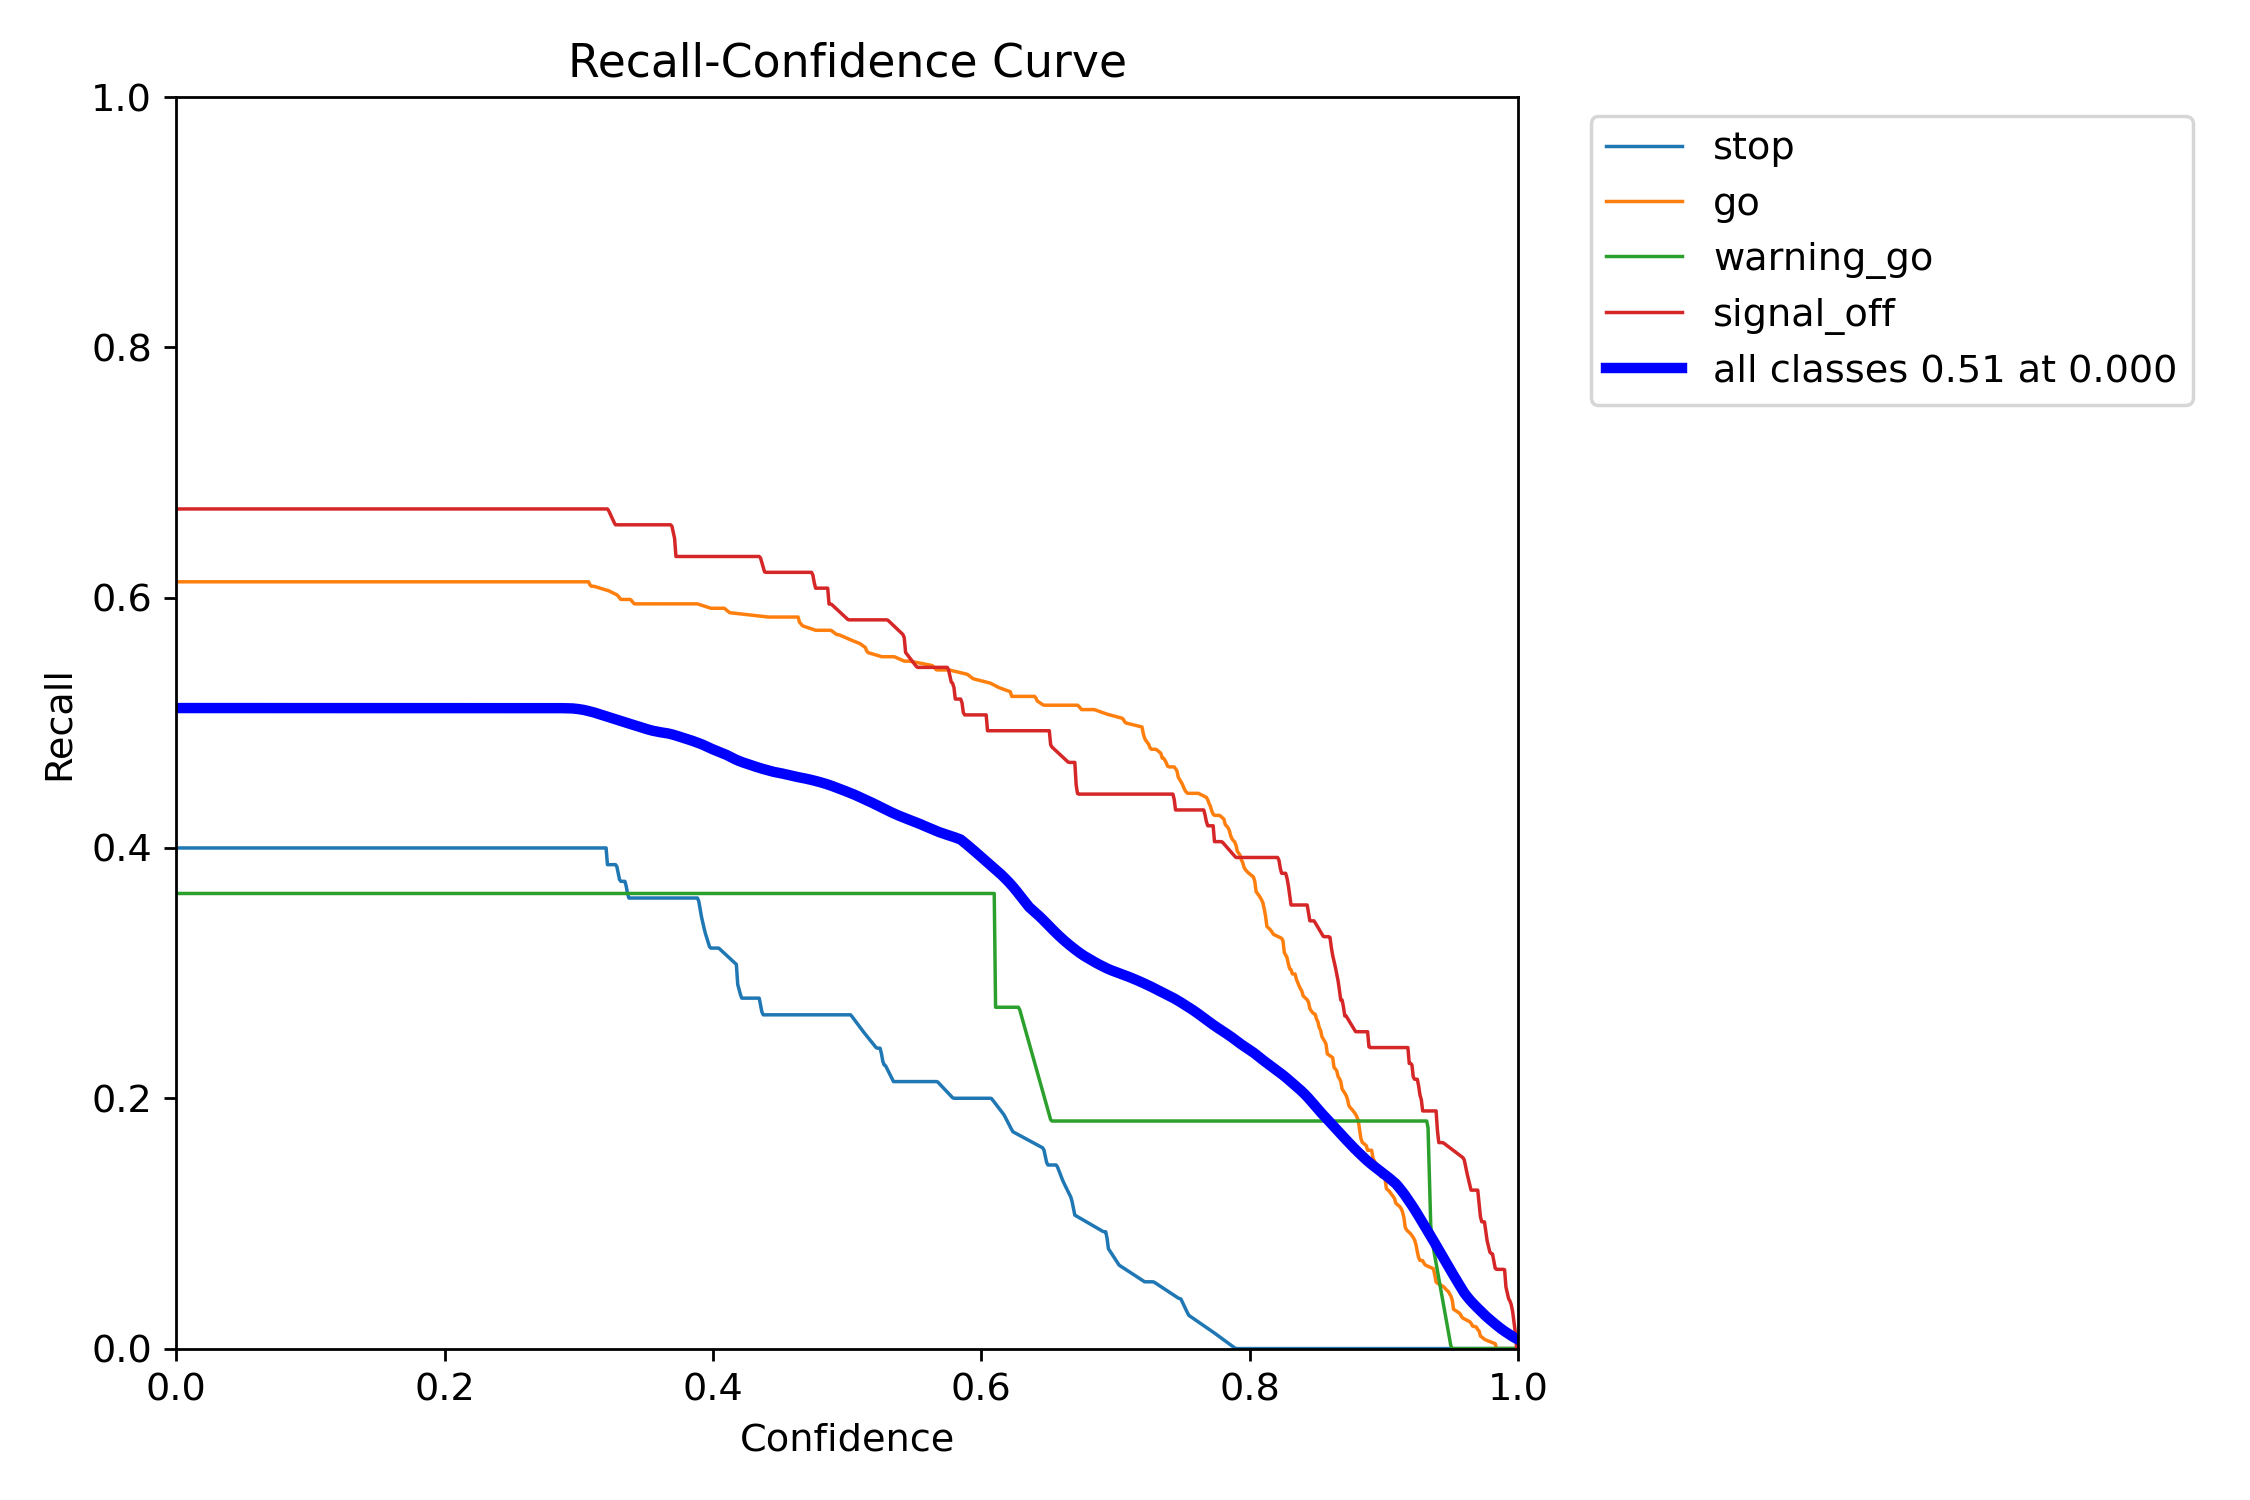 Recall-Confidence Curve
1.0
0.8
0.6
0.4
0.2
0.0
Recall
0.0 0.2 0.4 0.6 0.8 1.0
Confidence
stop
go
warning_go
signal_off
all classes 0.51 at 0.000